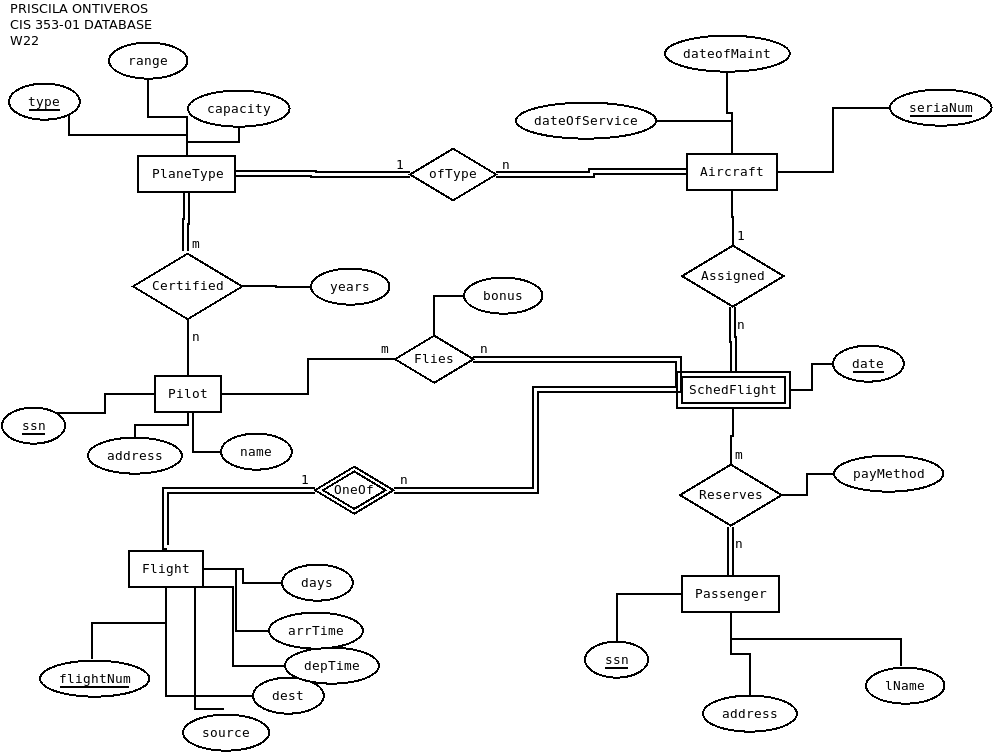 PRISCILA ONTIVEROS
CIS 353-01 DATABASE
W22
range
dateofMaint
type
capacity
seriaNum
dateOfService
PlaneType
1
ofType
n
Aircraft
m
1
Certified
years
Assigned
bonus
n
m
n
n
Flies
date
Pilot
SchedFlight
ssn
address
name
m
payMethod
1
OneOf
n
Reserves
n
Flight
days
Passenger
arrTime
depTime
ssn
flightNum
dest
lName
address
source